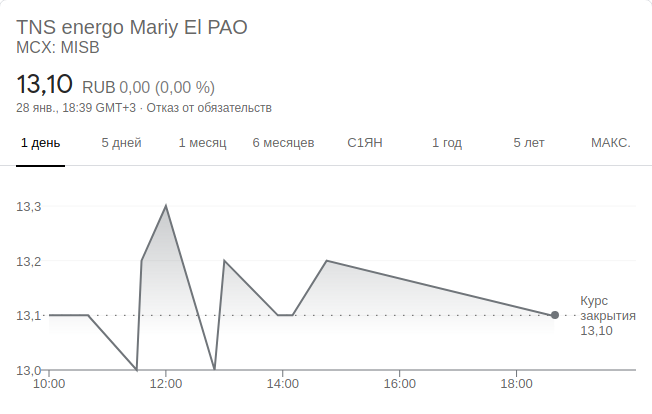 TNS energo Mariy El PAO
MCX: MISB
13,10 RUB 0,00 (0,00 %)
28 янв., 18:39 GMT+3 · Отказ от обязательств
1 день 5 дней 1 месяц 6 месяцев С1ЯН 1 год 5 лет МАКС.
13,3
13,2
13,1
13,0
Курс
закрытия
13,10
10:00 12:00 14:00 16:00 18:00